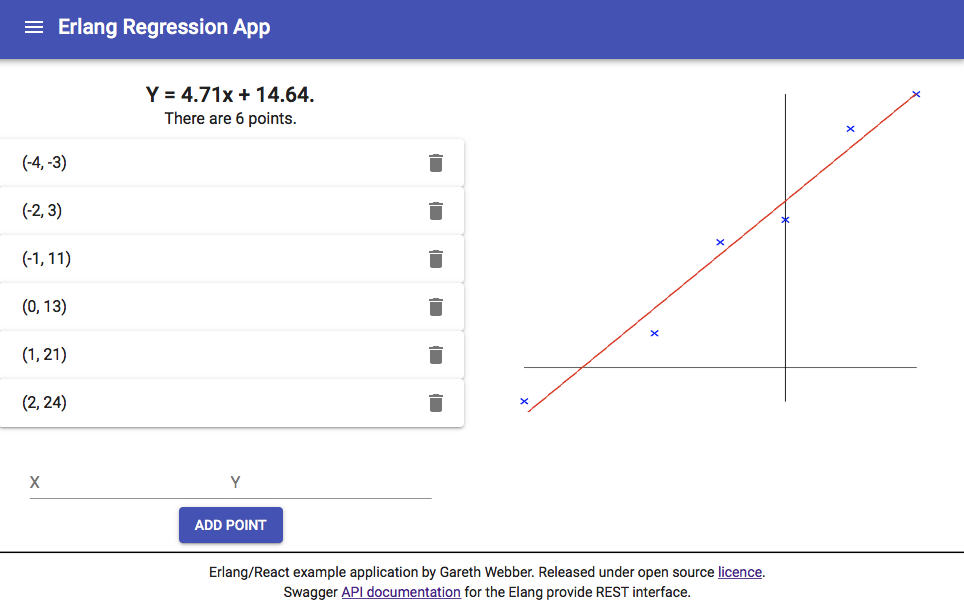 Erlang Regression App
Y = 4.71x + 14.64.
There are 6 points.
(-4, -3)
(-2, 3)
(-1, 11)
(0, 13)
(1, 21)
(2, 24)
X Y
ADD POINT
Erlang/React example application by Gareth Webber. Released under open source licence.
Swagger API documentation for the Elang provide REST interface.